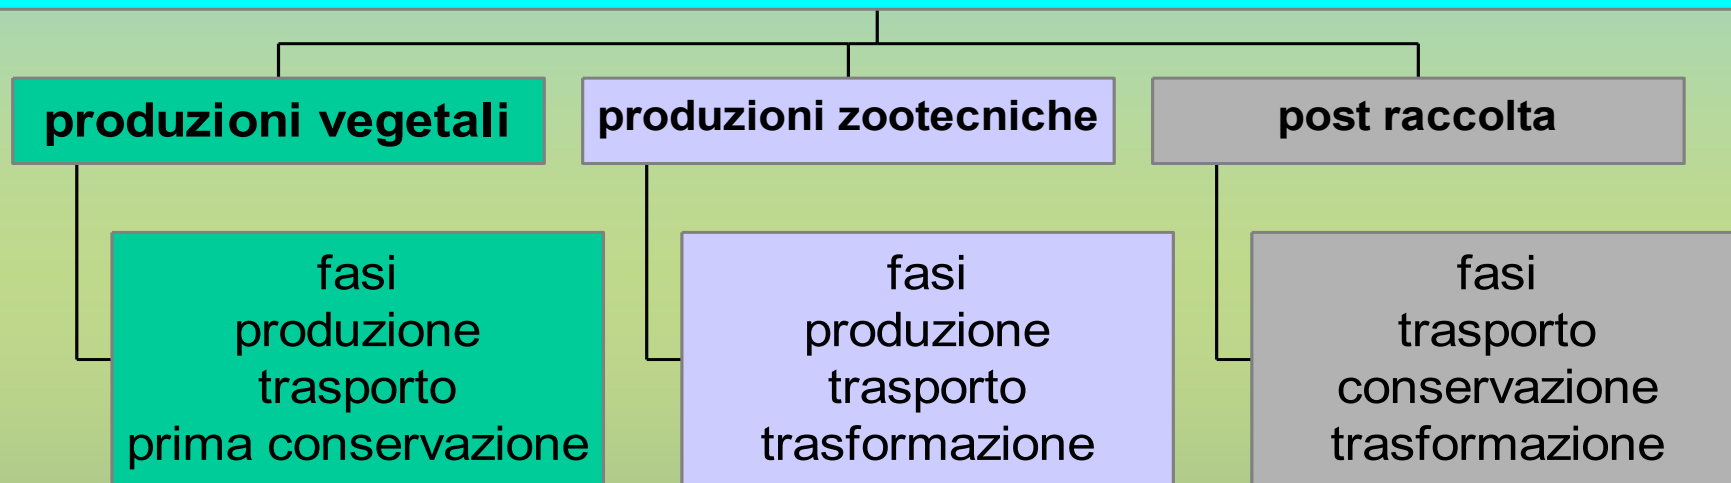 produzioni vegetali
produzioni zootecniche
post raccolta
fasi
produzione
trasporto
prima conservazione
fasi
produzione
trasporto
trasformazione
fasi
trasporto
conservazione
trasformazione